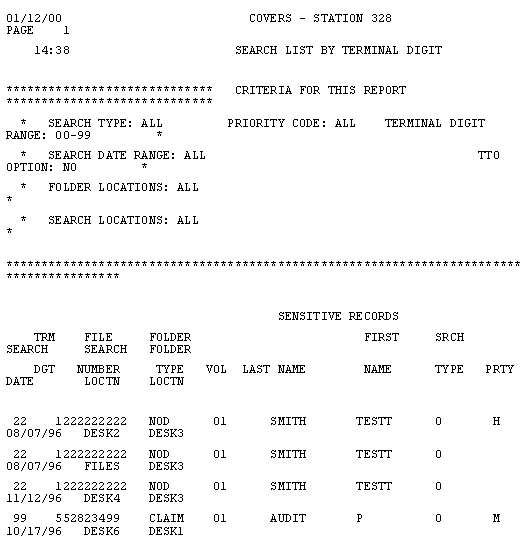 01/12/00 COVERS - STATION 328
PAGE 1
14:38 SEARCH LIST BY TERMINAL DIGIT
***************************** CRITERIA FOR THIS REPORT
*****************************
* SEARCH TYPE: ALL PRIORITY CODE: ALL TERMINAL DIGIT
RANGE: 00-99 *
* SEARCH DATE RANGE: ALL TTO
OPTION: NO *
* FOLDER LOCATIONS: ALL
*
* SEARCH LOCATIONS: ALL
*
*************************************************************************
****************
SENSITIVE RECORDS
TRM FILE FOLDER FIRST SRCH
SEARCH SEARCH FOLDER
DGT NUMBER TYPE VOL LAST NAME NAME TYPE PRTY
DATE LOCTN LOCTN
22 1222222222 NOD 01 SMITH TESTT 0 H
08/07/96 DESK2 DESK3
22 1222222222 NOD 01 SMITH TESTT 0
08/07/96 FILES DESK3
22 1222222222 NOD 01 SMITH TESTT 0
11/12/96 DESK4 DESK3
99 552823499 CLAIM 01 AUDIT P 0 M
10/17/96 DESK6 DESK1